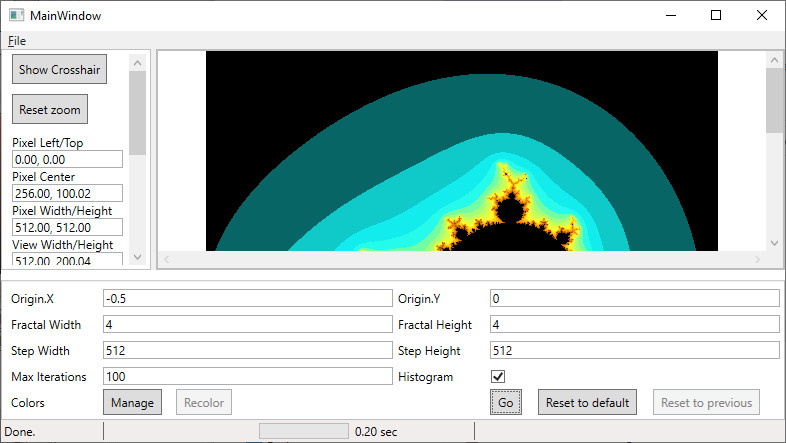 MainWindow
File
Show Crosshair
Reset zoom
Pixel Left/Top
0.00, 0.00
Pixel Center
256.00, 100.02
Pixel Width/Height
512.00, 512.00
View Width/Height
512.00, 200.04
Origin.X -0.5 Origin.Y 0
Fractal Width 4 Fractal Height 4
Step Width 512 Step Height 512
Max Iterations 100 Histogram
Colors Manage Recolor Go Reset to default Reset to previous
Done. 0.20 sec